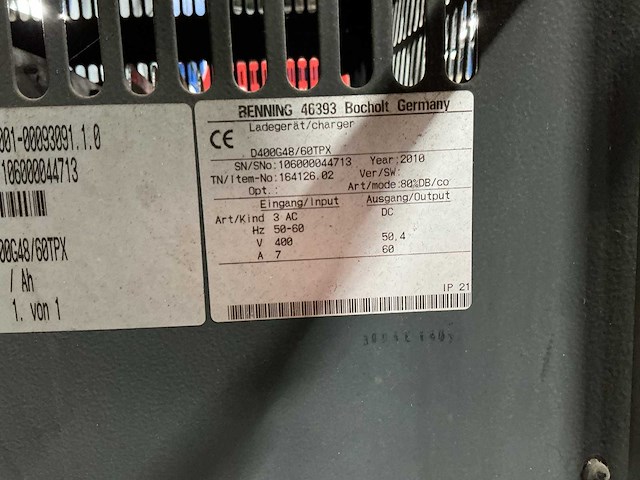 001-00093091.1.0
106000044713
00G48/60TPX
/ Ah
1. von 1
BENNING 46393 Bocholt Germany
CE
Ladegerät/charger
D400G48/60TPX
SN/SNo:106000044713 Year:2010
TN/Item-No:164126.02 Ver/SW:
Opt.: Art/mode:80%DB/co
Eingang/Input Ausgang/Output
Art/Kind 3 AC DC
Hz 50-60
V 400 50,4
A 7 60
IP 21